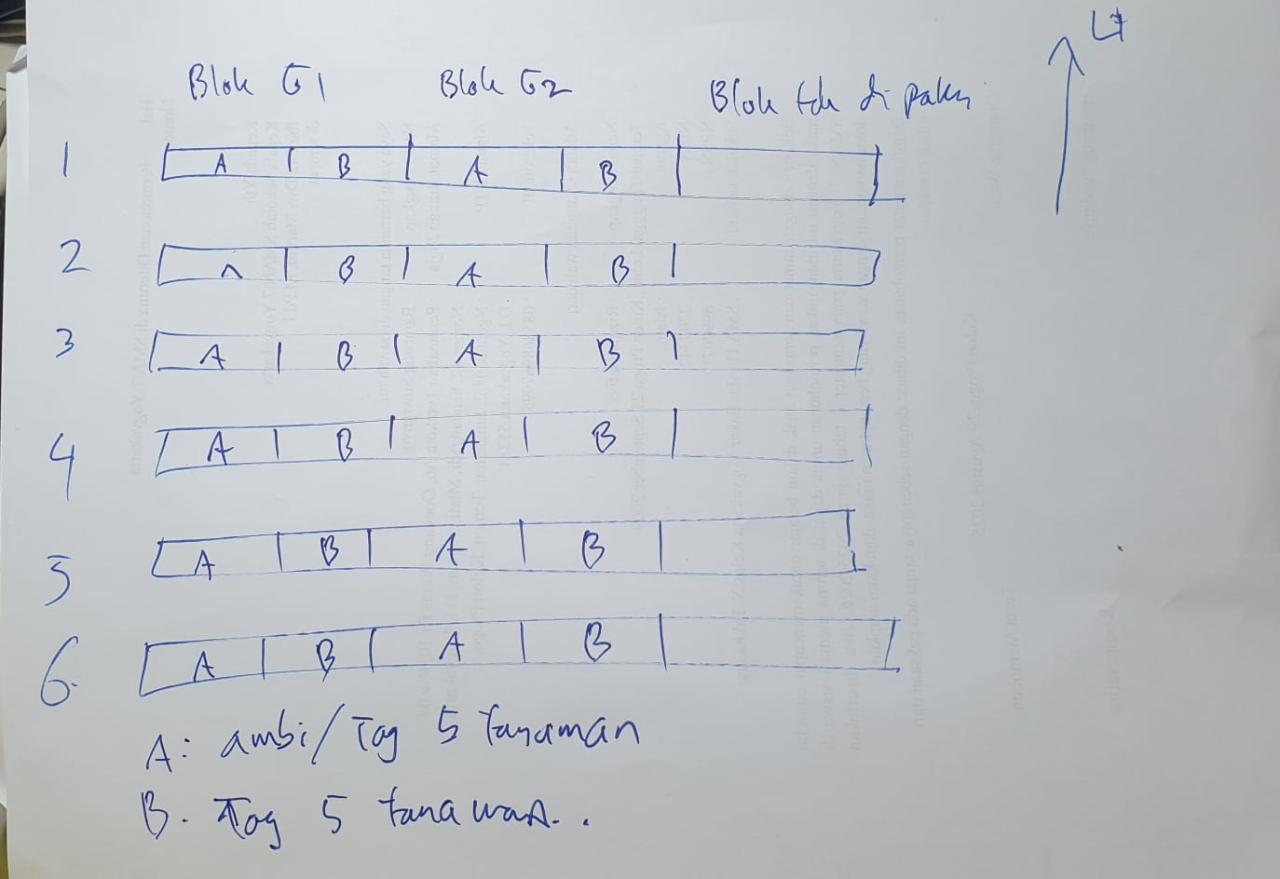 Blok G1 Blok G2 Blok tdk di pakai
1 A B A B
2 A B A B
3 A B A B
4 A B A B
5 A B A B
6. A B A B
A: ambi/Tag 5 tanaman
B. Tag 5 tanaman..